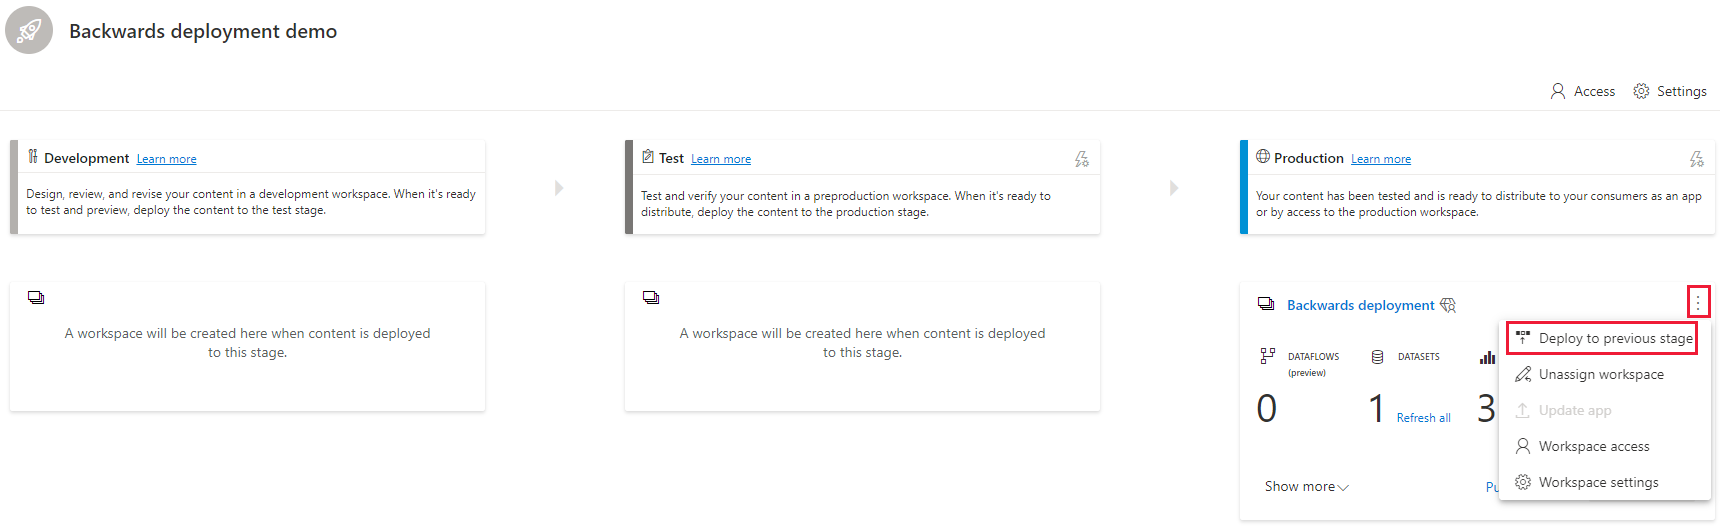 Backwards deployment demo
Access Settings
Development Learn more
Design, review, and revise your content in a development workspace. When it's ready
to test and preview, deploy the content to the test stage.
Test Learn more
Test and verify your content in a preproduction workspace. When it's ready to
distribute, deploy the content to the production stage.
Production Learn more
Your content has been tested and is ready to distribute to your consumers as an app
or by access to the production workspace.
A workspace will be created here when content is deployed
to this stage.
A workspace will be created here when content is deployed
to this stage.
Backwards deployment
DATAFLOWS
(preview)
0
DATASETS
1 Refresh all
3
Show more
Deploy to previous stage
Unassign workspace
Update app
Workspace access
Workspace settings